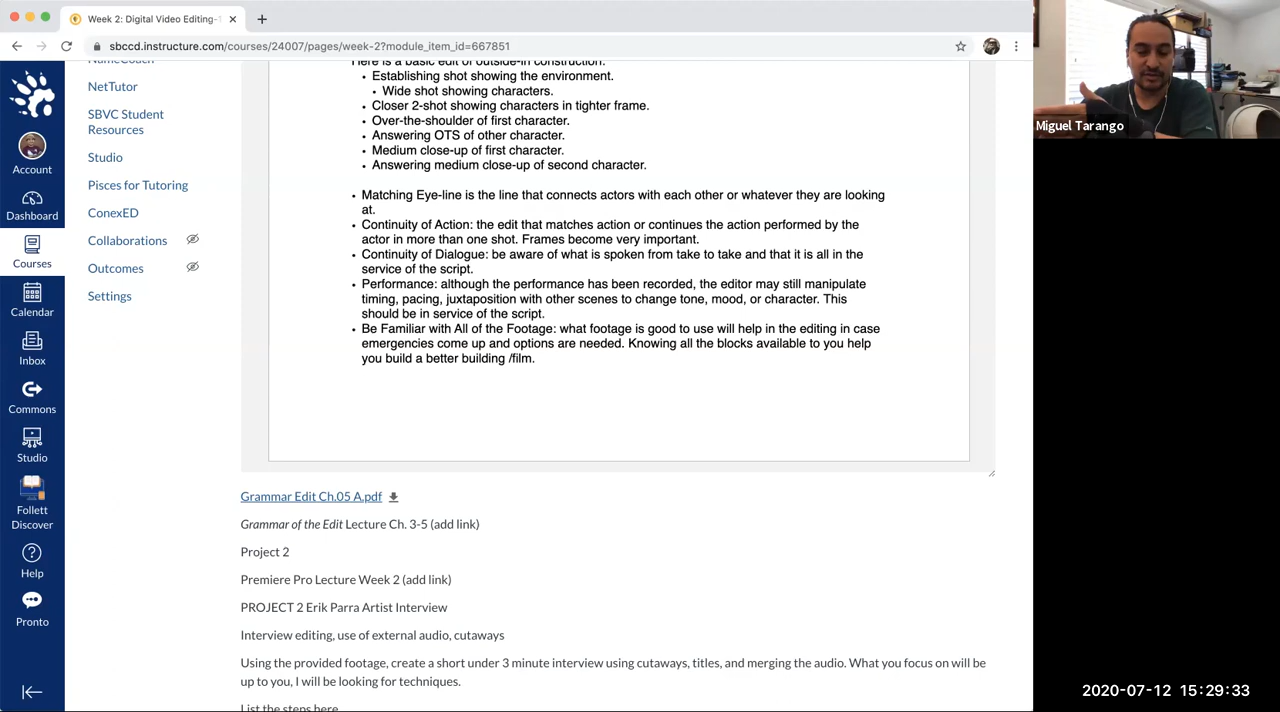 Week 2: Digital Video Editing-
sbccd.instructure.com/courses/24007/pages/week-2?module_item_id=667851
Miguel Tarango
Account
Dashboard
Courses
Calendar
Inbox
Commons
Studio
Follett
Discover
Help
Pronto
NameCoach
NetTutor
SBVC Student
Resources
Studio
Pisces for Tutoring
ConexED
Collaborations
Outcomes
Settings
Here is a basic edit of outside-in construction:
• Establishing shot showing the environment.
• Wide shot showing characters.
• Closer 2-shot showing characters in tighter frame.
• Over-the-shoulder of first character.
• Answering OTS of other character.
• Medium close-up of first character.
• Answering medium close-up of second character.
• Matching Eye-line is the line that connects actors with each other or whatever they are looking
at.
• Continuity of Action: the edit that matches action or continues the action performed by the
actor in more than one shot. Frames become very important.
• Continuity of Dialogue: be aware of what is spoken from take to take and that it is all in the
service of the script.
• Performance: although the performance has been recorded, the editor may still manipulate
timing, pacing, juxtaposition with other scenes to change tone, mood, or character. This
should be in service of the script.
• Be Familiar with All of the Footage: what footage is good to use will help in the editing in case
emergencies come up and options are needed. Knowing all the blocks available to you help
you build a better building /film.
Grammar Edit Ch.05 A.pdf
Grammar of the Edit Lecture Ch. 3-5 (add link)
Project 2
Premiere Pro Lecture Week 2 (add link)
PROJECT 2 Erik Parra Artist Interview
Interview editing, use of external audio, cutaways
Using the provided footage, create a short under 3 minute interview using cutaways, titles, and merging the audio. What you focus on will be
up to you, I will be looking for techniques.
List the steps here
2020-07-12 15:29:33